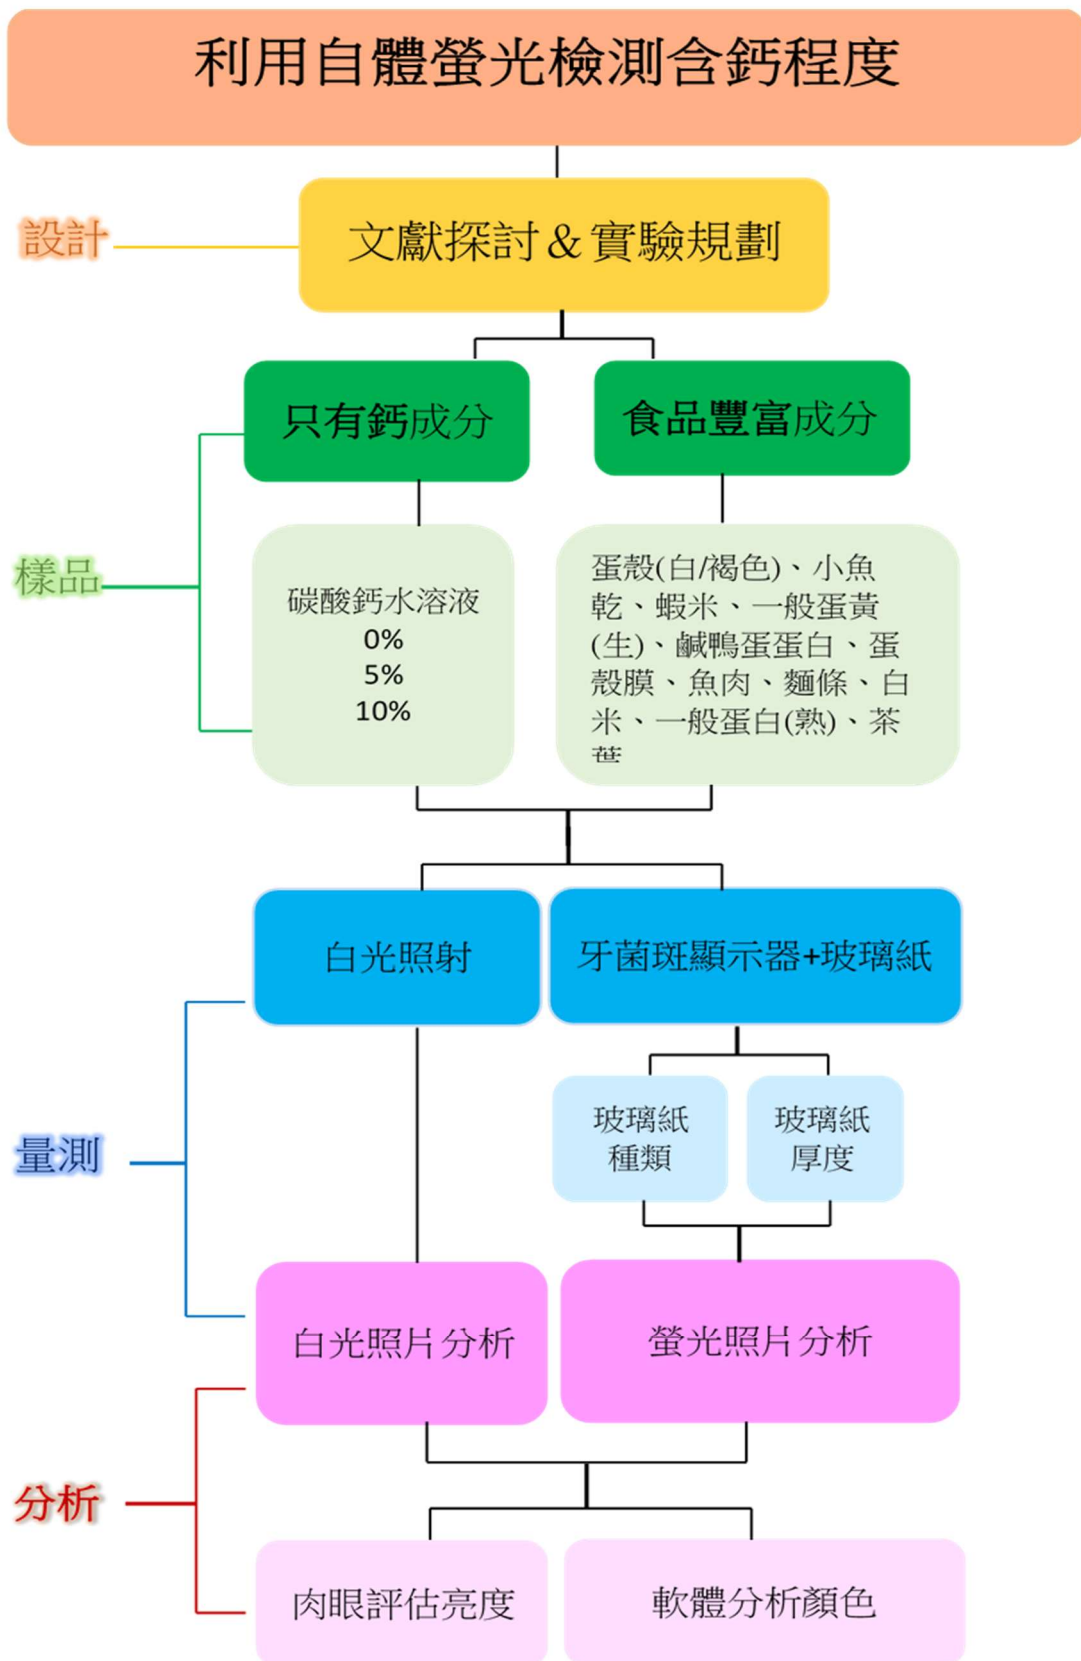 利用自體螢光檢測含鈣程度
設計
文獻探討&實驗規劃
只有鈣成分
食品豐富成分
樣品
碳酸鈣水溶液
0%
5%
10%
蛋殼(白/褐色)、小魚
乾、蝦米、一般蛋黃
(生)、鹹鴨蛋蛋白、蛋
殼膜、魚肉、麵條、白
米、一般蛋白(熟)、茶
葉
白光照射
牙菌斑顯示器+玻璃紙
量測
玻璃紙
種類
玻璃紙
厚度
白光照片分析
螢光照片分析
分析
肉眼評估亮度
軟體分析顏色